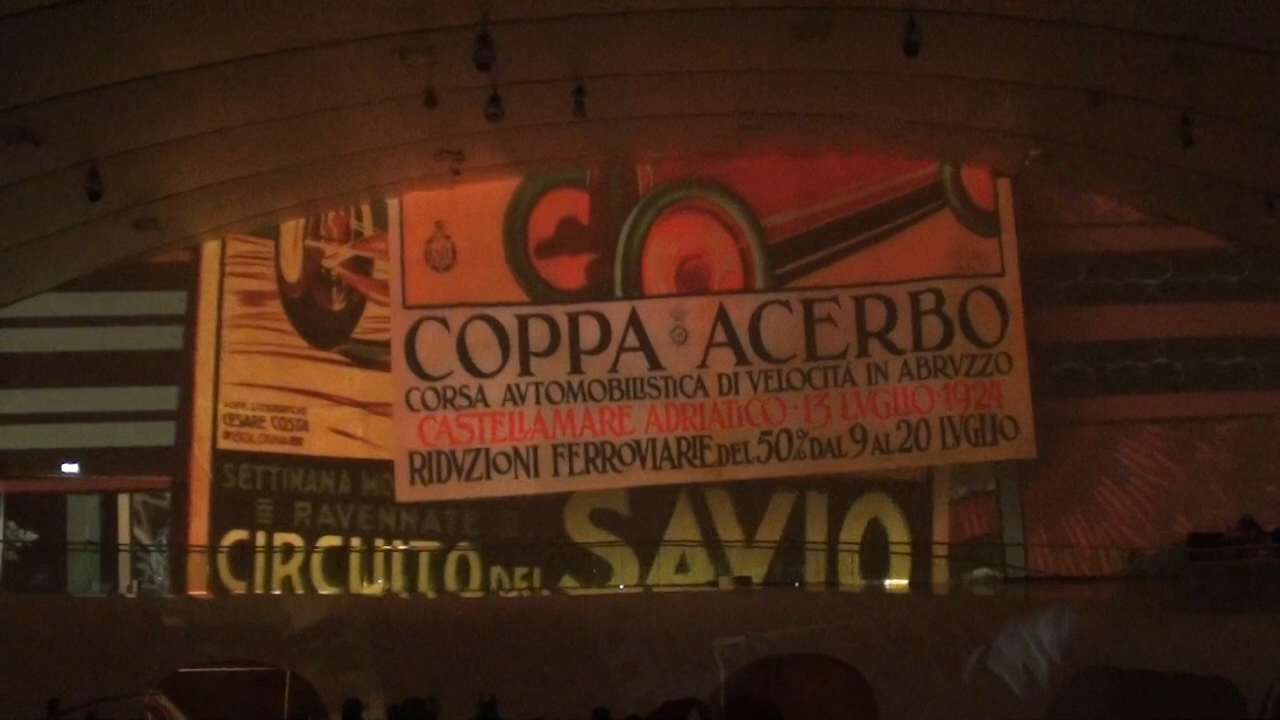 COPPA ACERBO
CORSA AVTOMOBILISTICA DI VELOCITÁ IN ABRVZZO
CASTELLAMARE ADRIATICO · 13 LVGLIO · 1924
RIDVZIONI FERROVIARIE DEL 50% DAL 9 AL 20 LVGLIO
CESARE COSTA
SETTIMANA
RAVENNATE
CIRCUITO DEL SAVIO